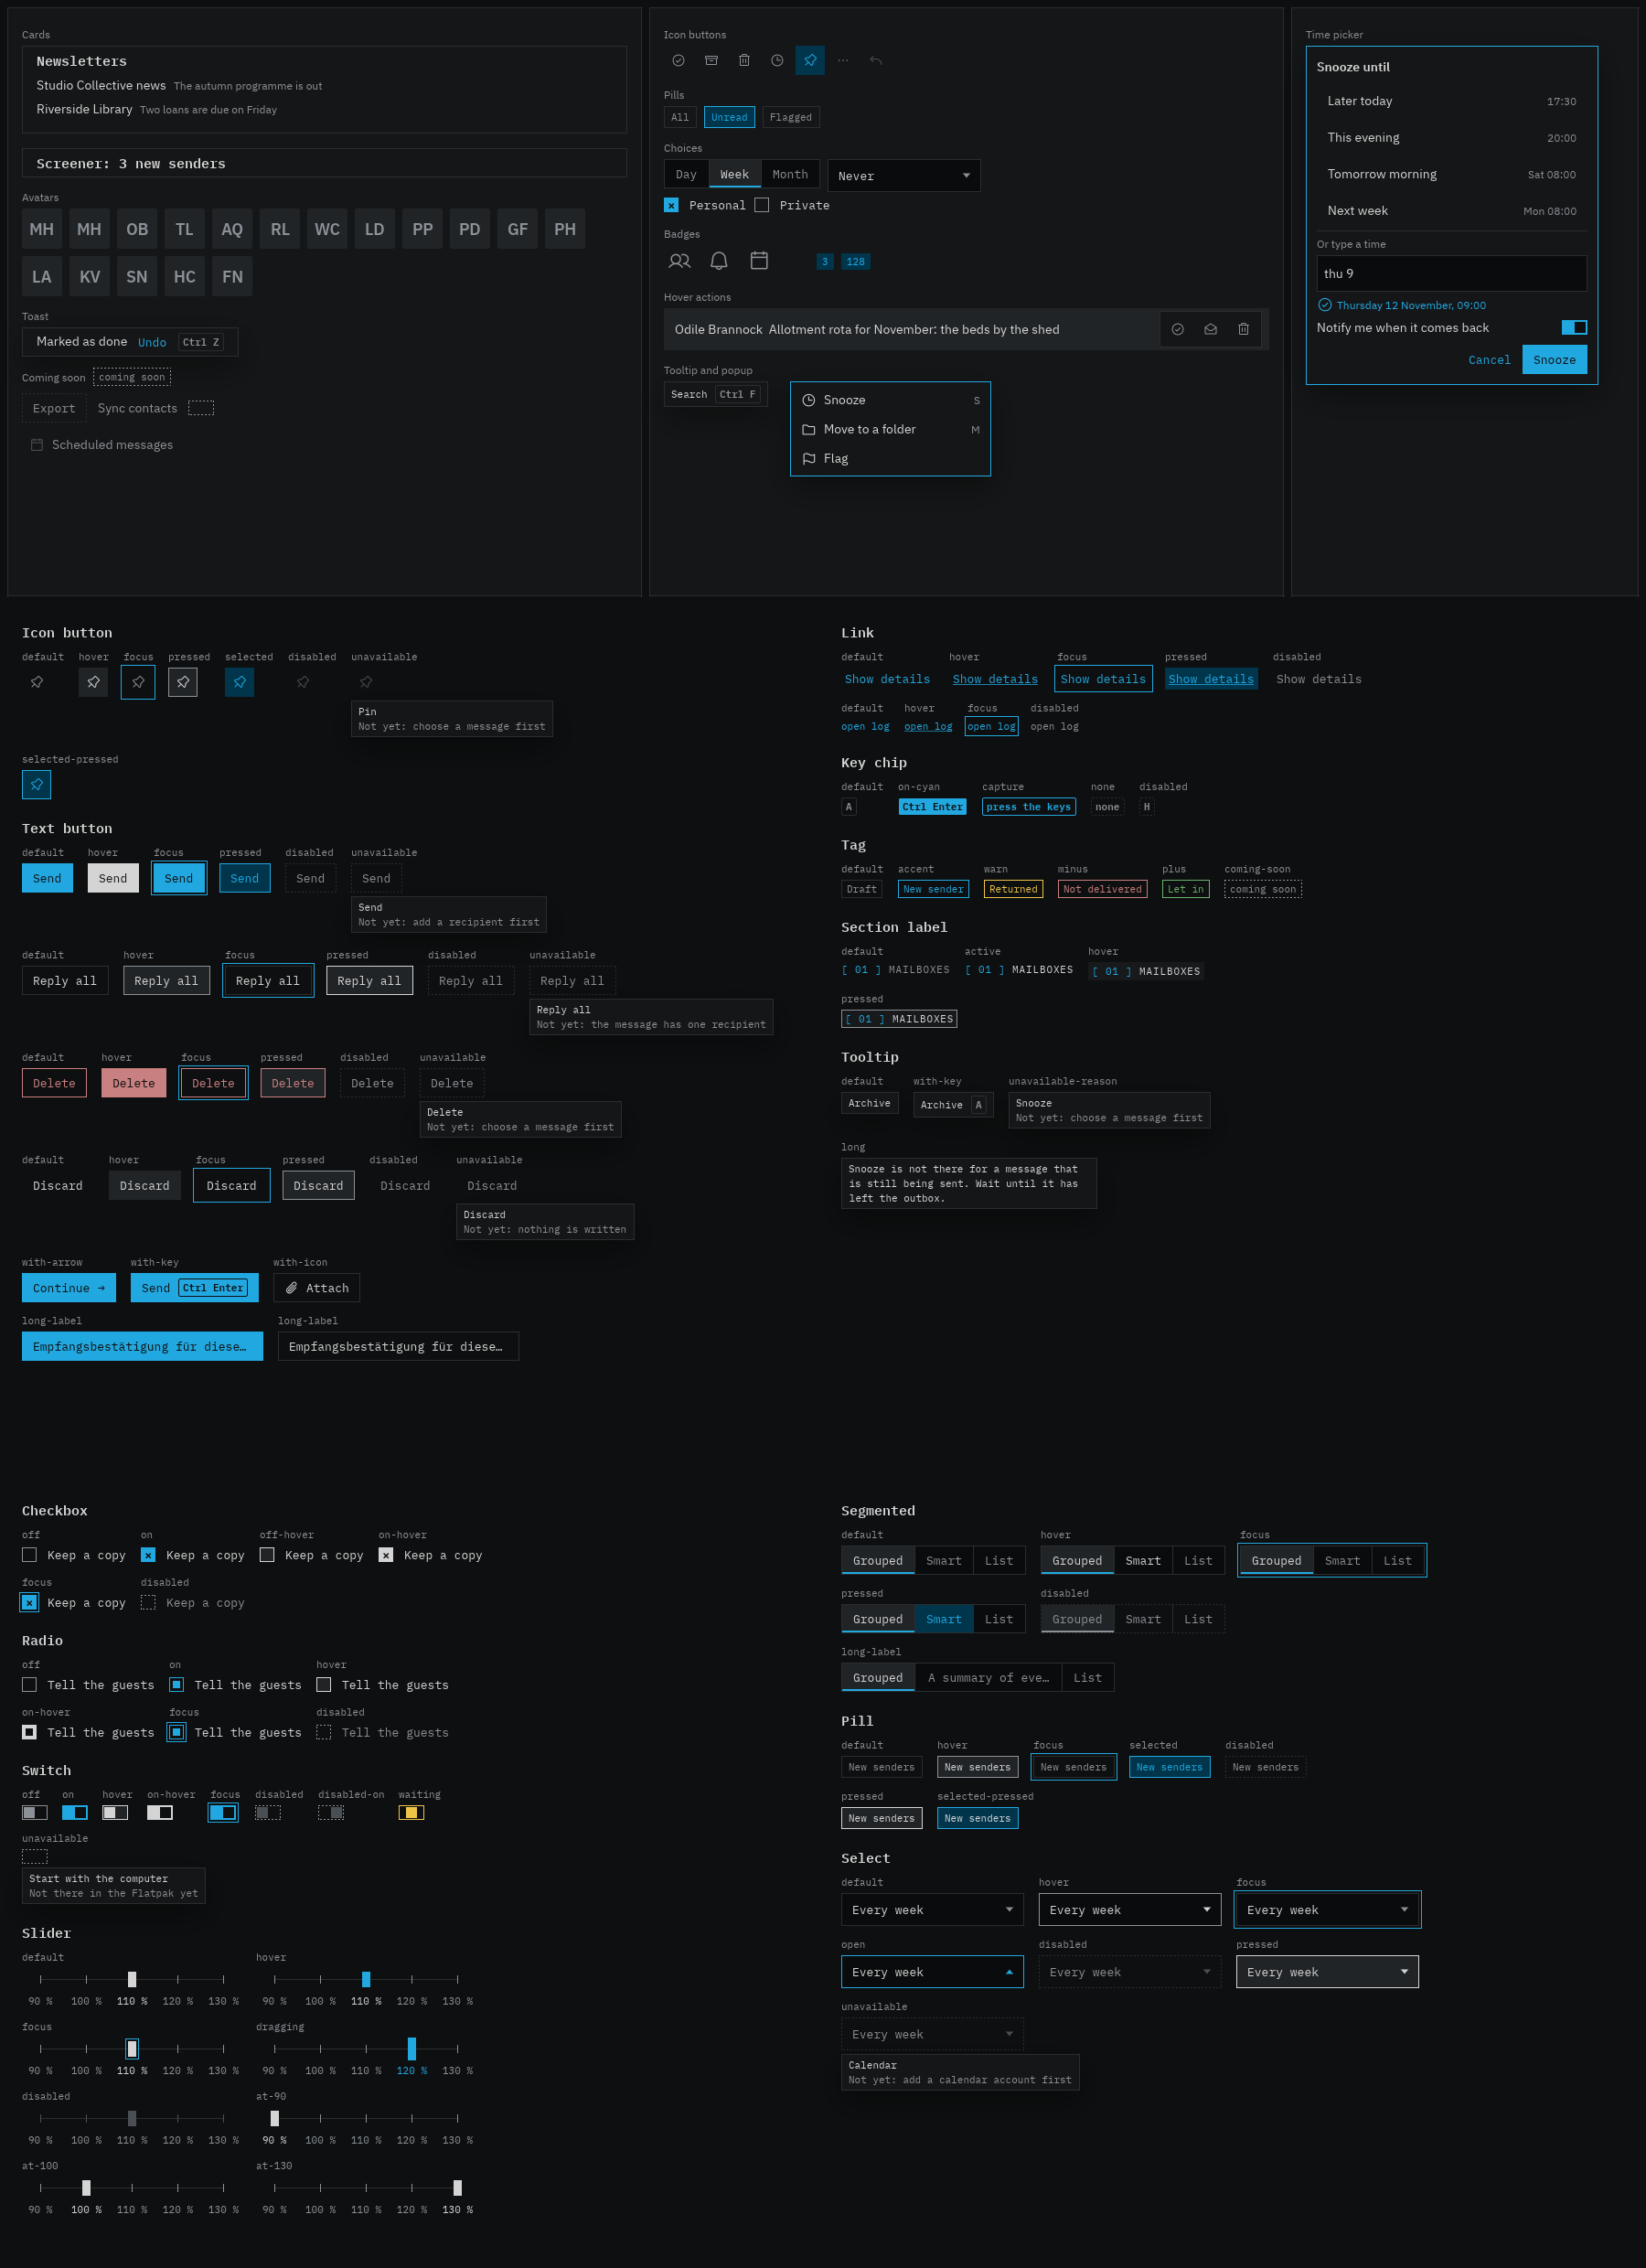 Cards
Newsletters
Studio Collective news The autumn programme is out
Riverside Library Two loans are due on Friday
Screener: 3 new senders
Avatars
MH MH OB TL AQ RL WC LD PP PD GF PH
LA KV SN HC FN
Toast
Marked as done Undo Ctrl Z
Coming soon coming soon
Export Sync contacts
Scheduled messages
Icon buttons
Pills
All Unread Flagged
Choices
Day Week Month Never
Personal Private
Badges
3 128
Hover actions
Odile Brannock Allotment rota for November: the beds by the shed
Tooltip and popup
Search Ctrl F
Snooze S
Move to a folder M
Flag
Time picker
Snooze until
Later today 17:30
This evening 20:00
Tomorrow morning Sat 08:00
Next week Mon 08:00
Or type a time
thu 9
Thursday 12 November, 09:00
Notify me when it comes back
Cancel Snooze
Icon button
default hover focus pressed selected disabled unavailable
Pin
Not yet: choose a message first
selected-pressed
Text button
default hover focus pressed disabled unavailable
Send Send Send Send Send Send
Send
Not yet: add a recipient first
default hover focus pressed disabled unavailable
Reply all Reply all Reply all Reply all Reply all Reply all
Reply all
Not yet: the message has one recipient
default hover focus pressed disabled unavailable
Delete Delete Delete Delete Delete Delete
Delete
Not yet: choose a message first
default hover focus pressed disabled unavailable
Discard Discard Discard Discard Discard Discard
Discard
Not yet: nothing is written
with-arrow with-key with-icon
Continue → Send Ctrl Enter Attach
long-label long-label
Empfangsbestätigung für diese… Empfangsbestätigung für diese…
Link
default hover focus pressed disabled
Show details Show details Show details Show details Show details
default hover focus disabled
open log open log open log open log
Key chip
default on-cyan capture none disabled
A Ctrl Enter press the keys none H
Tag
default accent warn minus plus coming-soon
Draft New sender Returned Not delivered Let in coming soon
Section label
default active hover
[ 01 ] MAILBOXES [ 01 ] MAILBOXES [ 01 ] MAILBOXES
pressed
[ 01 ] MAILBOXES
Tooltip
default with-key unavailable-reason
Archive Archive A Snooze
Not yet: choose a message first
long
Snooze is not there for a message that
is still being sent. Wait until it has
left the outbox.
Checkbox
off on off-hover on-hover
Keep a copy Keep a copy Keep a copy Keep a copy
focus disabled
Keep a copy Keep a copy
Radio
off on hover
Tell the guests Tell the guests Tell the guests
on-hover focus disabled
Tell the guests Tell the guests Tell the guests
Switch
off on hover on-hover focus disabled disabled-on waiting
unavailable
Start with the computer
Not there in the Flatpak yet
Slider
default hover
90 % 100 % 110 % 120 % 130 % 90 % 100 % 110 % 120 % 130 %
focus dragging
90 % 100 % 110 % 120 % 130 % 90 % 100 % 110 % 120 % 130 %
disabled at-90
90 % 100 % 110 % 120 % 130 % 90 % 100 % 110 % 120 % 130 %
at-100 at-130
90 % 100 % 110 % 120 % 130 % 90 % 100 % 110 % 120 % 130 %
Segmented
default hover focus
Grouped Smart List Grouped Smart List Grouped Smart List
pressed disabled
Grouped Smart List Grouped Smart List
long-label
Grouped A summary of eve… List
Pill
default hover focus selected disabled
New senders New senders New senders New senders New senders
pressed selected-pressed
New senders New senders
Select
default hover focus
Every week Every week Every week
open disabled pressed
Every week Every week Every week
unavailable
Every week
Calendar
Not yet: add a calendar account first